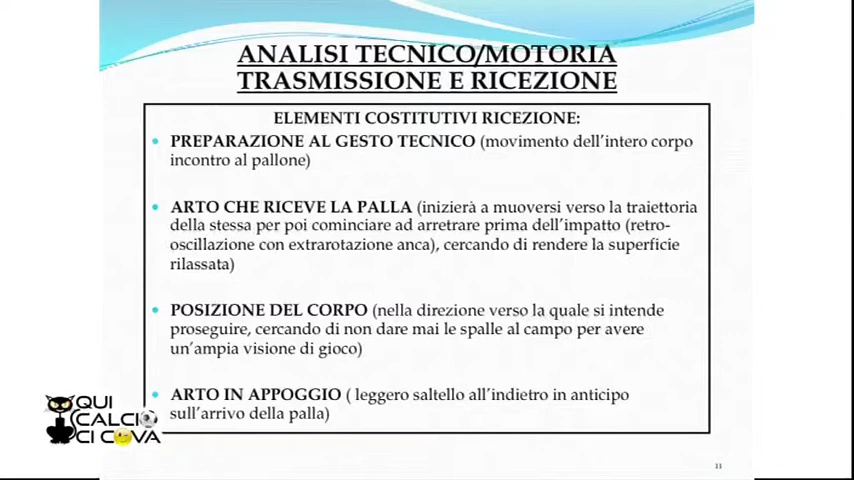 ANALISI TECNICO/MOTORIA
TRASMISSIONE E RICEZIONE
ELEMENTI COSTITUTIVI RICEZIONE:
• PREPARAZIONE AL GESTO TECNICO (movimento dell'intero corpo
incontro al pallone)
• ARTO CHE RICEVE LA PALLA (inizierà a muoversi verso la traiettoria
della stessa per poi cominciare ad arretrare prima dell'impatto (retro-
oscillazione con extrarotazione anca), cercando di rendere la superficie
rilassata)
• POSIZIONE DEL CORPO (nella direzione verso la quale si intende
proseguire, cercando di non dare mai le spalle al campo per avere
un'ampia visione di gioco)
• ARTO IN APPOGGIO ( leggero saltello all'indietro in anticipo
sull'arrivo della palla)
QUI
CALCIO
CI COVA
11